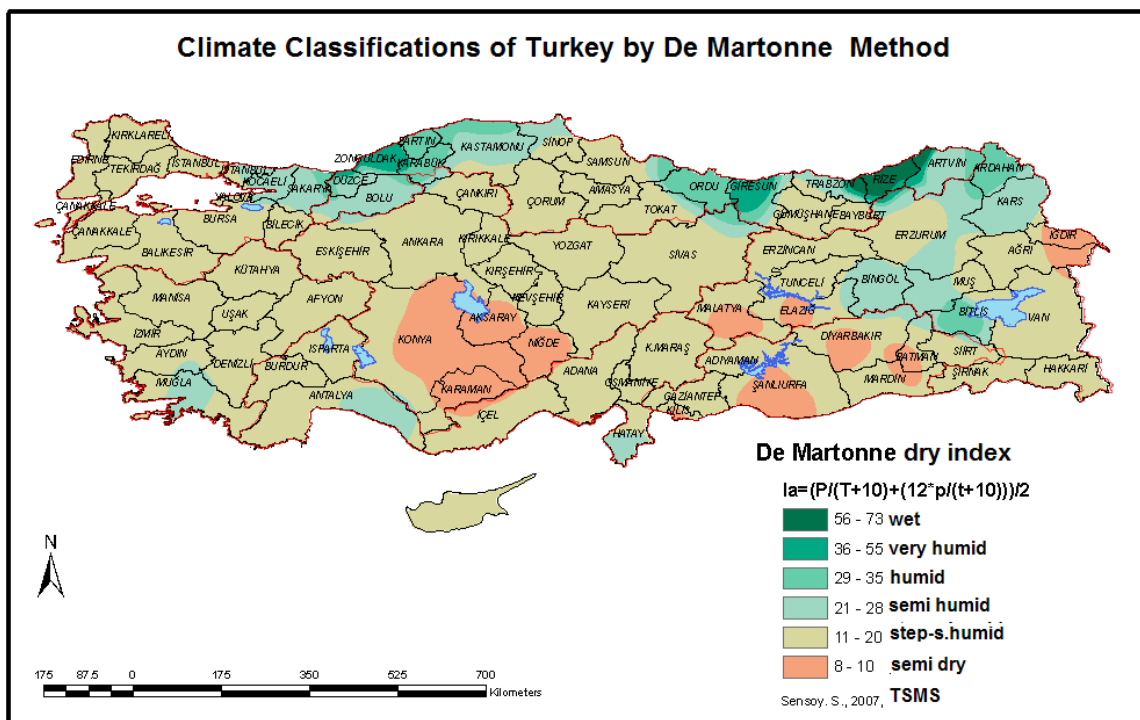 Climate Classifications of Turkey by De Martonne Method
KIRKLARELİ
EDİRNE
TEKİRDAĞ
İSTANBUL
İSTANBUL
KOCAELİ
YALOVA
SAKARYA
DÜZCE
ZONGULDAK
BARTIN
KARABÜK
KASTAMONU
SİNOP
SAMSUN
BOLU
ÇANKIRI
ÇORUM
AMASYA
TOKAT
ORDU
GİRESUN
TRABZON
RİZE
ARTVİN
ARDAHAN
KARS
GÜMÜŞHANE
BAYBURT
ERZURUM
IĞDIR
AĞRI
ÇANAKKALE
ÇANAKKALE
BURSA
BİLECİK
BALIKESİR
ESKİŞEHİR
ANKARA
KIRIKKALE
YOZGAT
SİVAS
ERZİNCAN
TUNCELİ
BİNGÖL
MUŞ
KÜTAHYA
KIRŞEHİR
NEVŞEHİR
KAYSERİ
MALATYA
ELAZIĞ
BİTLİS
VAN
MANİSA
UŞAK
AFYON
AKSARAY
KONYA
NİĞDE
İZMİR
AYDIN
DENİZLİ
ISPARTA
BURDUR
K.MARAŞ
ADIYAMAN
DİYARBAKIR
BATMAN
SİİRT
MUĞLA
ANTALYA
KARAMAN
İÇEL
ADANA
OSMANİYE
GAZİANTEP
KİLİS
ŞANLIURFA
MARDİN
ŞIRNAK
HAKKARİ
HATAY
De Martonne dry index
Ia=(P/(T+10)+(12*p/(t+10)))/2
56 - 73 wet
36 - 55 very humid
29 - 35 humid
21 - 28 semi humid
11 - 20 step-s.humid
8 - 10 semi dry
Sensoy. S., 2007, TSMS
N
175 87.5 0 175 350 525 700
Kilometers